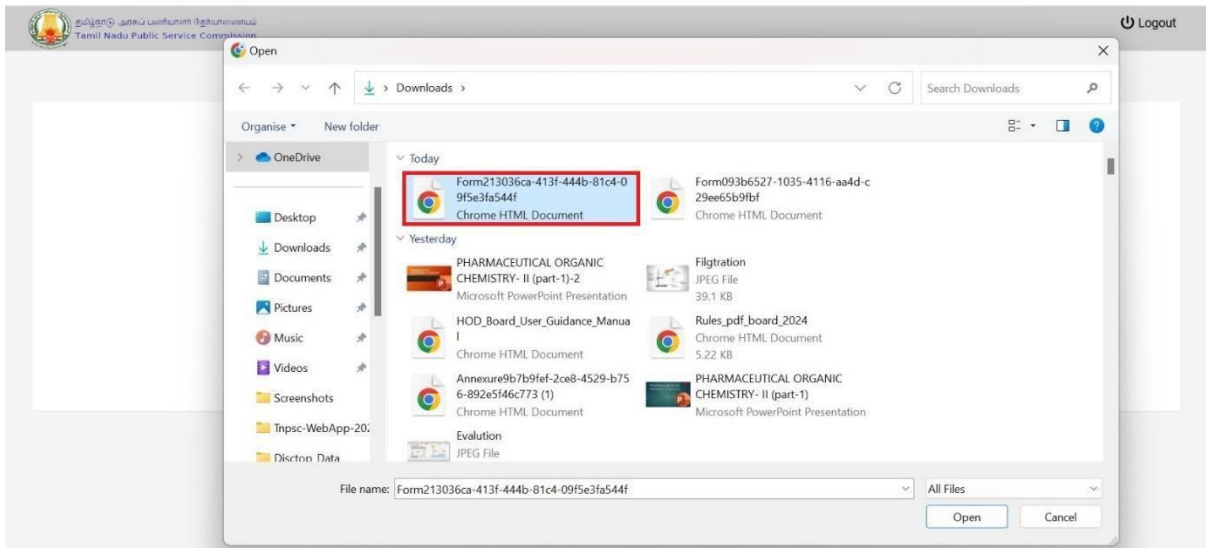 தமிழ்நாடு அரசுப் பணியாளர் தேர்வாணையம்
Tamil Nadu Public Service Commission
Logout
Open
Downloads
Search Downloads
Organise
New folder
OneDrive
Desktop
Downloads
Documents
Pictures
Music
Videos
Screenshots
Tnpsc-WebApp-202
Disctop_Data
Today
Form213036ca-413f-444b-81c4-0
9f5e3fa544f
Chrome HTML Document
Form093b6527-1035-4116-aa4d-c
29ee65b9fbf
Chrome HTML Document
Yesterday
PHARMACEUTICAL ORGANIC
CHEMISTRY- II (part-1)-2
Microsoft PowerPoint Presentation
Filgtration
JPEG File
39.1 KB
HOD_Board_User_Guidance_Manua
l
Chrome HTML Document
Rules_pdf_board_2024
Chrome HTML Document
5.22 KB
Annexure9b7b9fef-2ce8-4529-b75
6-892e5f46c773 (1)
Chrome HTML Document
PHARMACEUTICAL ORGANIC
CHEMISTRY- II (part-1)
Microsoft PowerPoint Presentation
Evalution
JPEG File
File name: Form213036ca-413f-444b-81c4-09f5e3fa544f
All Files
Open
Cancel